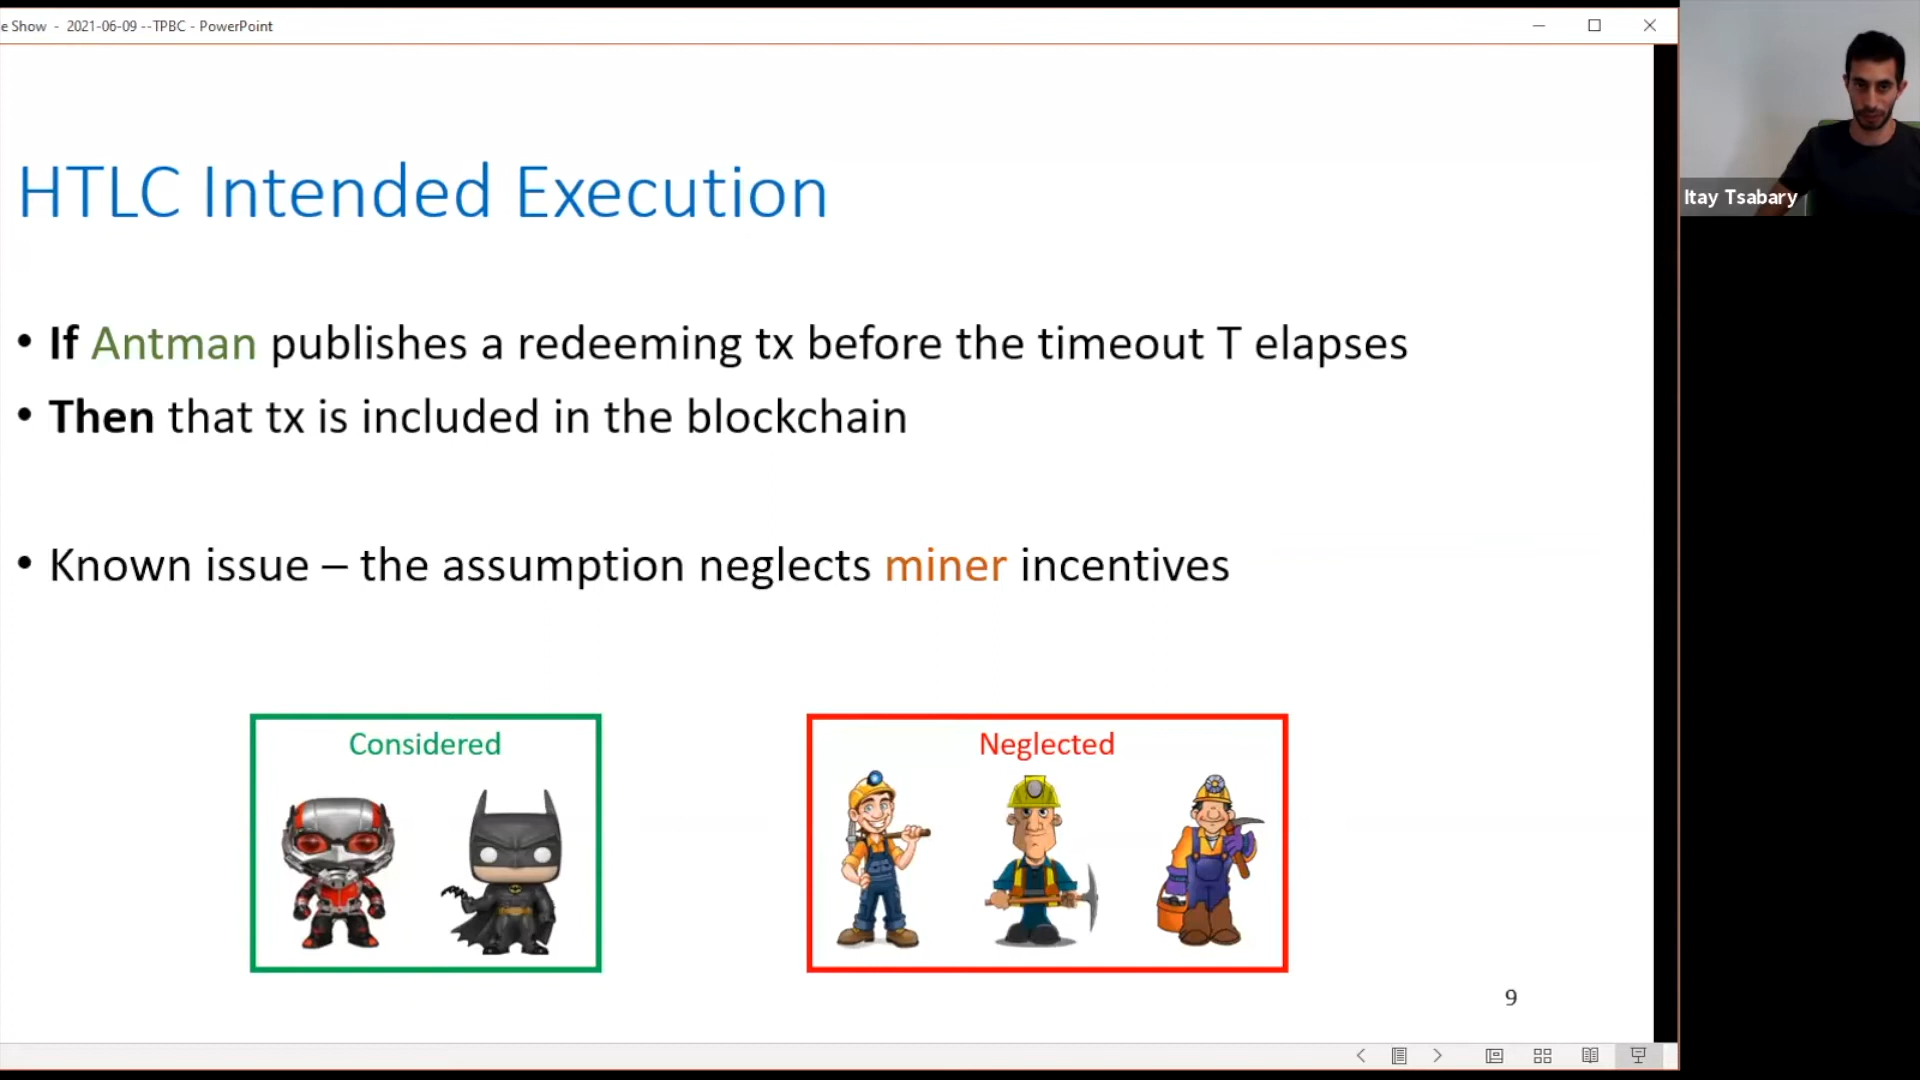 e Show - 2021-06-09 --TPBC - PowerPoint
HTLC Intended Execution
• If Antman publishes a redeeming tx before the timeout T elapses
• Then that tx is included in the blockchain
• Known issue – the assumption neglects miner incentives
Considered
Neglected
9
Itay Tsabary